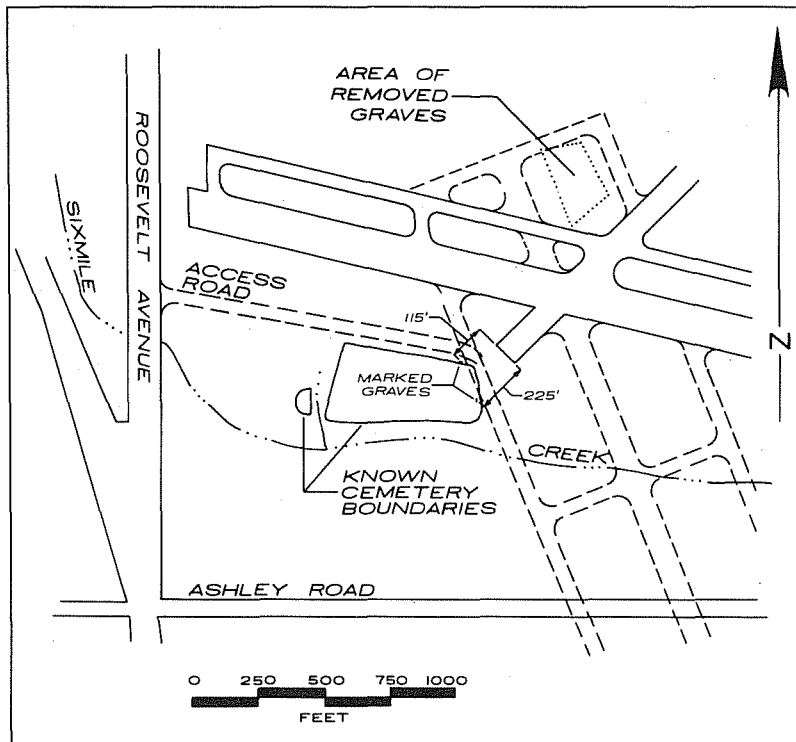 AREA OF
REMOVED
GRAVES
ROOSEVELT AVENUE
SIXMILE
ACCESS
ROAD
115'
MARKED
GRAVES
225'
N
CREEK
KNOWN
CEMETERY
BOUNDARIES
ASHLEY ROAD
0 250 500 750 1000
FEET